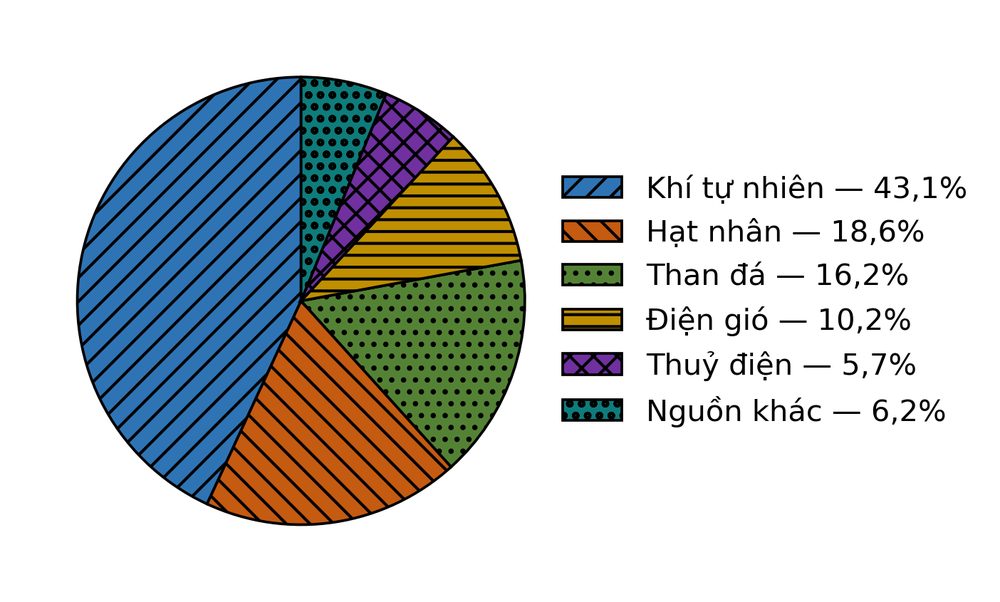 Khí tự nhiên — 43,1%
Hạt nhân — 18,6%
Than đá — 16,2%
Điện gió — 10,2%
Thuỷ điện — 5,7%
Nguồn khác — 6,2%